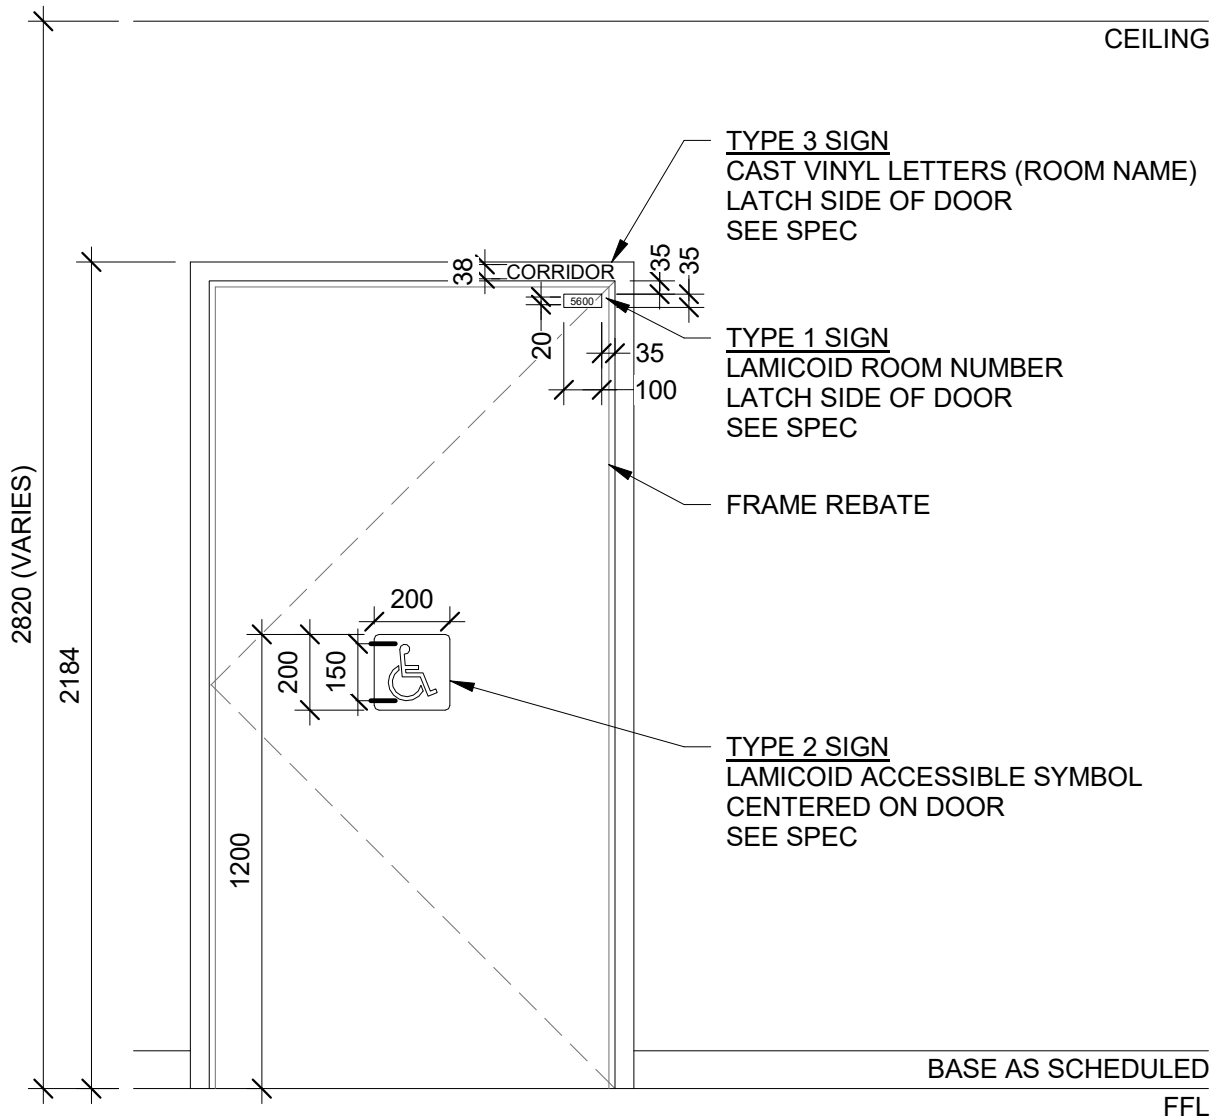 CEILING
TYPE 3 SIGN
CAST VINYL LETTERS (ROOM NAME)
LATCH SIDE OF DOOR
SEE SPEC
38
CORRIDOR
35
35
5600
20
35
100
TYPE 1 SIGN
LAMICOID ROOM NUMBER
LATCH SIDE OF DOOR
SEE SPEC
FRAME REBATE
2820 (VARIES)
2184
200
200
150
1200
TYPE 2 SIGN
LAMICOID ACCESSIBLE SYMBOL
CENTERED ON DOOR
SEE SPEC
BASE AS SCHEDULED
FFL